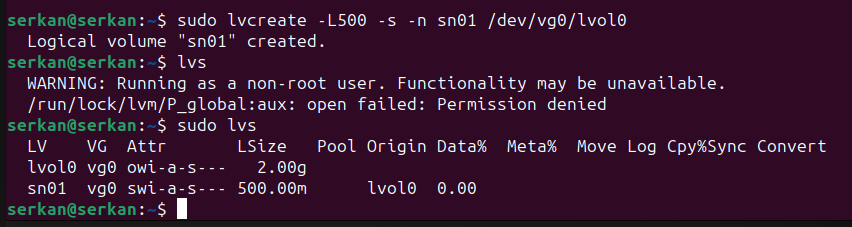 serkan@serkan:~$ sudo lvcreate -L500 -s -n sn01 /dev/vg0/lvol0
  Logical volume "sn01" created.
serkan@serkan:~$ lvs
  WARNING: Running as a non-root user. Functionality may be unavailable.
  /run/lock/lvm/P_global:aux: open failed: Permission denied
serkan@serkan:~$ sudo lvs
  LV    VG  Attr       LSize   Pool Origin Data%  Meta%  Move Log Cpy%Sync Convert
  lvol0 vg0 owi-a-s---   2.00g
  sn01  vg0 swi-a-s--- 500.00m      lvol0  0.00
serkan@serkan:~$